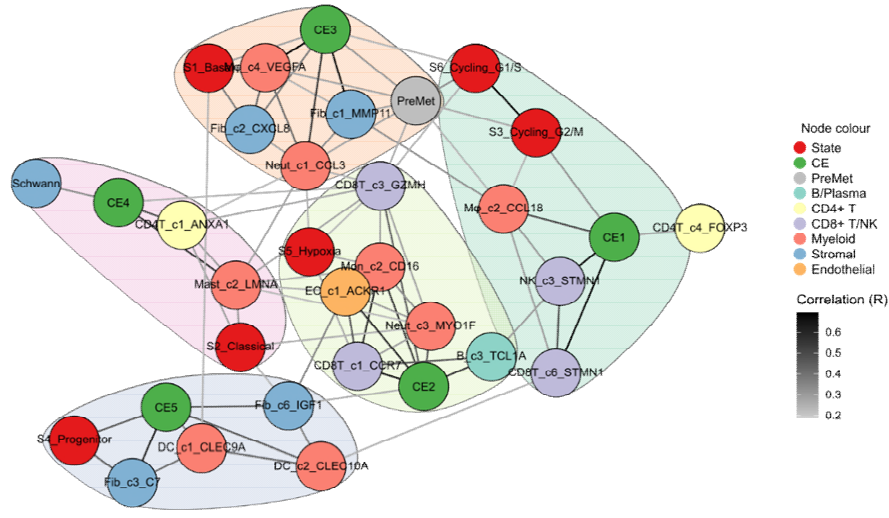 CE3
S6_Cycling_G1/S
S1_Basal
Mφ_c4_VEGFA
PreMet
Fib_c1_MMP11
Fib_c2_CXCL8
S3_Cycling_G2/M
Node colour
State
CE
PreMet
B/Plasma
CD4+ T
CD8+ T/NK
Myeloid
Stromal
Endothelial
Neut_c1_CCL3
Schwann
CD8T_c3_GZMH
CE4
Mφ_c2_CCL18
CD4T_c1_ANXA1
CE1
CD4T_c4_FOXP3
S5_Hypoxia
Mon_c2_CD16
Mast_c2_LMNA
EC_c1_ACKR1
NK_c3_STMN1
Correlation (R)
0.6
0.5
0.4
0.3
0.2
Neut_c3_MYO1F
S2_Classical
B_c3_TCL1A
CD8T_c1_CCR7
CD8T_c6_STMN1
CE2
CE5
Fib_c6_IGF1
S4_Progenitor
DC_c1_CLEC9A
DC_c2_CLEC10A
Fib_c3_C7